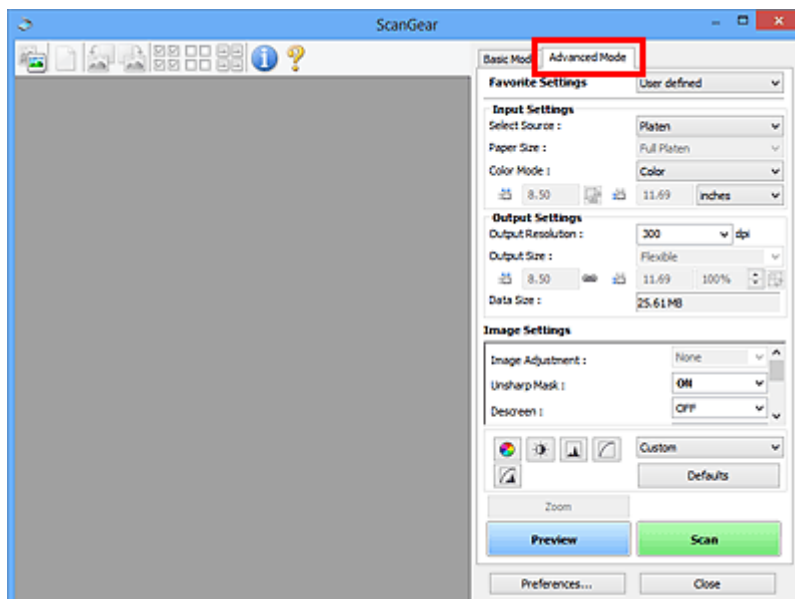 ScanGear
Basic Mod Advanced Mode
Favorite Settings User defined
Input Settings
Select Source : Platen
Paper Size : Full Platen
Color Mode : Color
8.50 11.69 inches
Output Settings
Output Resolution : 300 dpi
Output Size : Flexible
8.50 11.69 100%
Data Size : 25.61MB
Image Settings
Image Adjustment : None
Unsharp Mask : ON
Descreen : OFF
Custom
Defaults
Zoom
Preview Scan
Preferences... Close